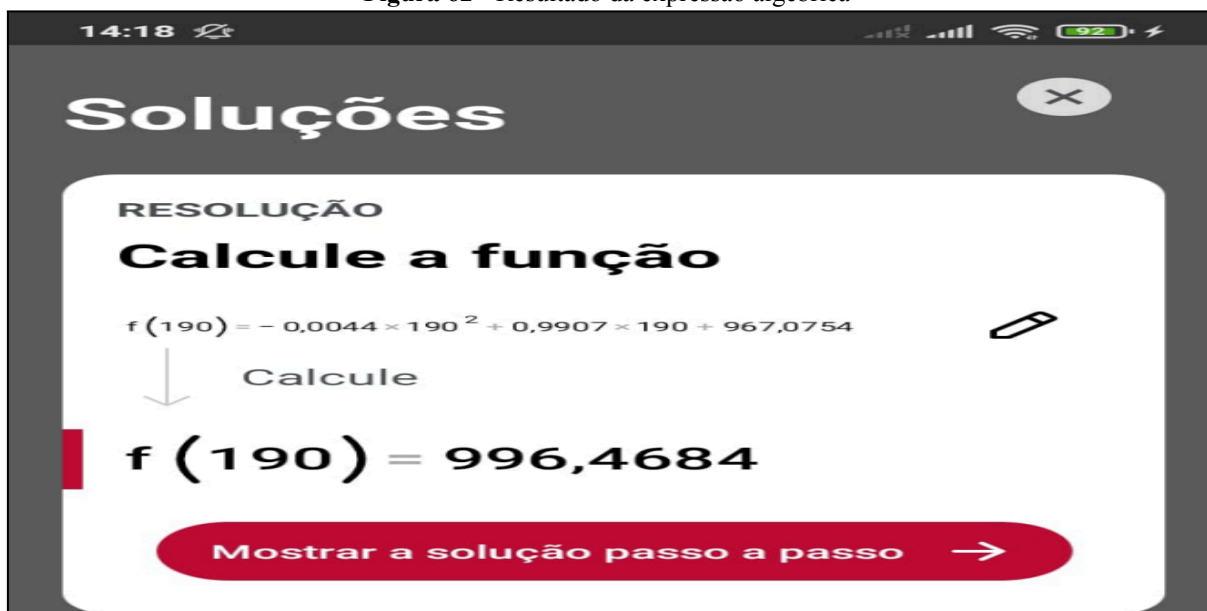 Figura 02 - Resultado da expressão algébrica
14:18
92
Soluções
RESOLUÇÃO
Calcule a função
f (190) = - 0,0044 × 190² + 0,9907 × 190 + 967,0754
Calcule
f (190) = 996,4684
Mostrar a solução passo a passo